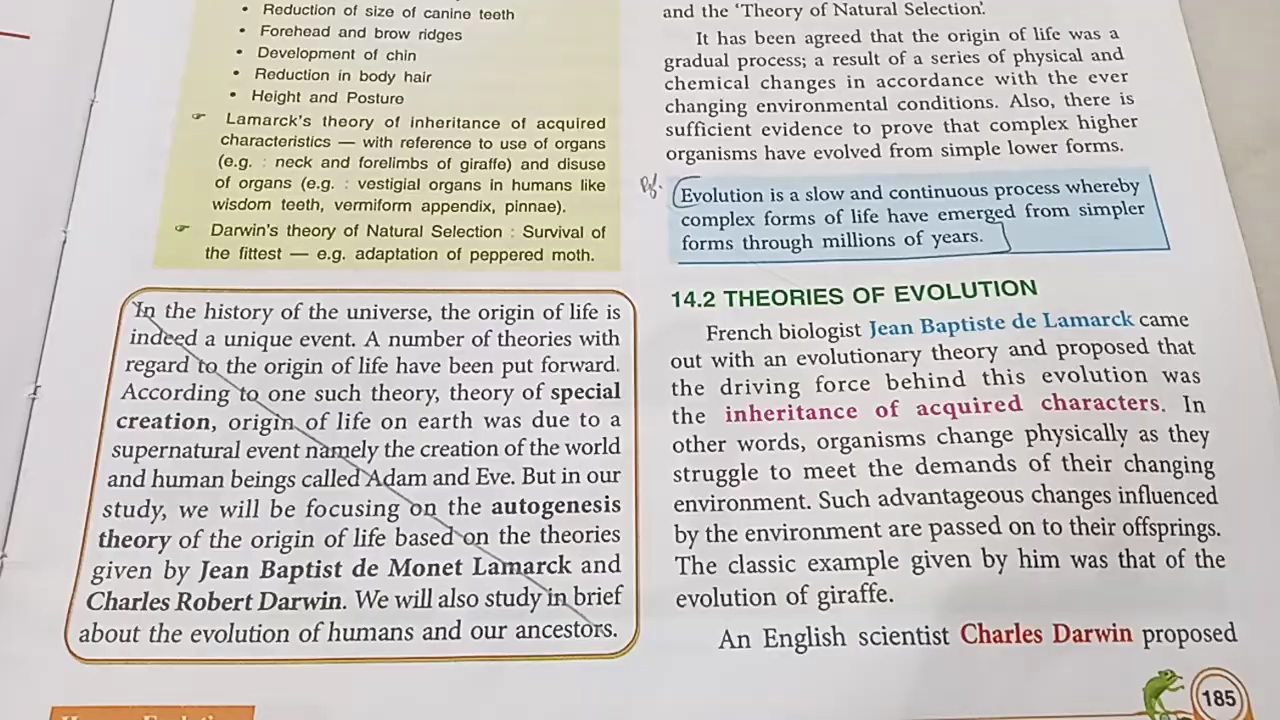 • Reduction of size of canine teeth
• Forehead and brow ridges
• Development of chin
• Reduction in body hair
• Height and Posture
☞ Lamarck's theory of inheritance of acquired
characteristics — with reference to use of organs
(e.g. : neck and forelimbs of giraffe) and disuse
of organs (e.g. : vestigial organs in humans like
wisdom teeth, vermiform appendix, pinnae).
☞ Darwin's theory of Natural Selection : Survival of
the fittest — e.g. adaptation of peppered moth.
In the history of the universe, the origin of life is
indeed a unique event. A number of theories with
regard to the origin of life have been put forward.
According to one such theory, theory of special
creation, origin of life on earth was due to a
supernatural event namely the creation of the world
and human beings called Adam and Eve. But in our
study, we will be focusing on the autogenesis
theory of the origin of life based on the theories
given by Jean Baptist de Monet Lamarck and
Charles Robert Darwin. We will also study in brief
about the evolution of humans and our ancestors.
and the 'Theory of Natural Selection'.
It has been agreed that the origin of life was a
gradual process; a result of a series of physical and
chemical changes in accordance with the ever
changing environmental conditions. Also, there is
sufficient evidence to prove that complex higher
organisms have evolved from simple lower forms.
Evolution is a slow and continuous process whereby
complex forms of life have emerged from simpler
forms through millions of years.
14.2 THEORIES OF EVOLUTION
French biologist Jean Baptiste de Lamarck came
out with an evolutionary theory and proposed that
the driving force behind this evolution was
the inheritance of acquired characters. In
other words, organisms change physically as they
struggle to meet the demands of their changing
environment. Such advantageous changes influenced
by the environment are passed on to their offsprings.
The classic example given by him was that of the
evolution of giraffe.
An English scientist Charles Darwin proposed
185